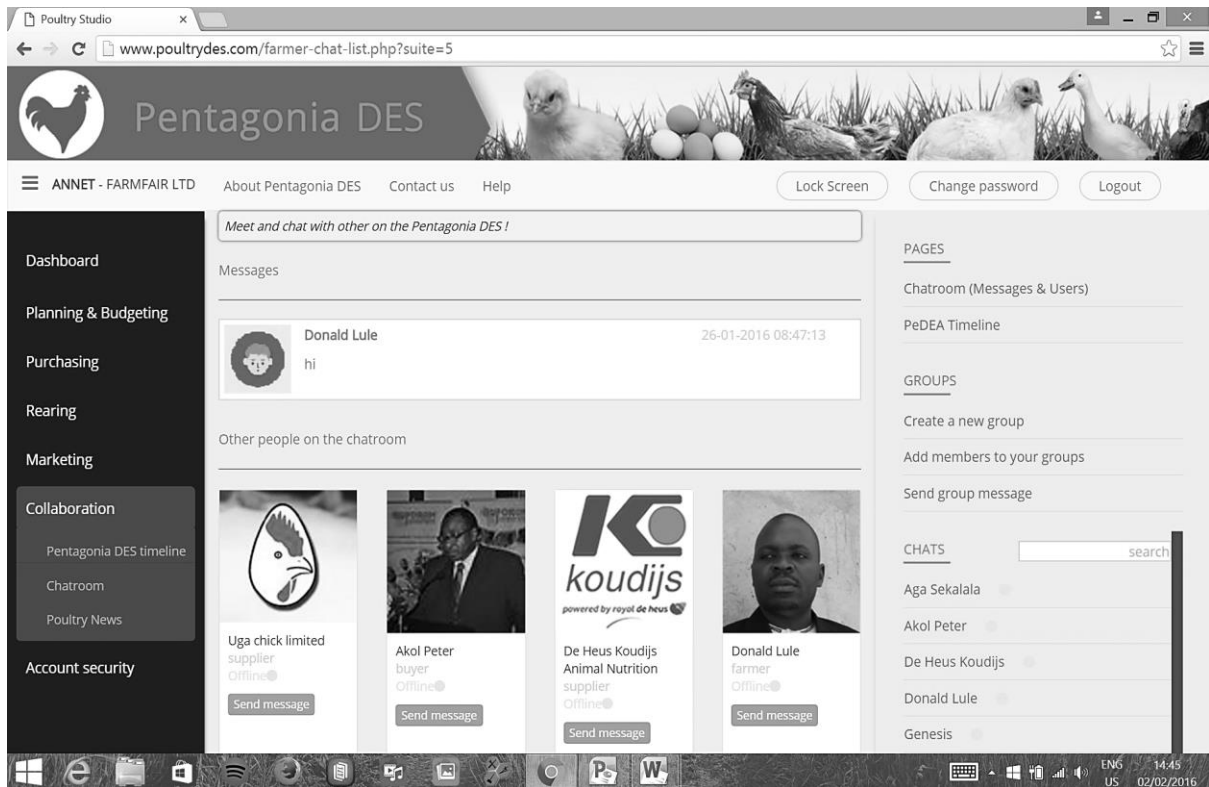 Poultry Studio
www.poultrydes.com/farmer-chat-list.php?suite=5
Pentagonia DES
ANNET - FARMFAIR LTD
About Pentagonia DES
Contact us
Help
Lock Screen
Change password
Logout
Dashboard
Planning & Budgeting
Purchasing
Rearing
Marketing
Collaboration
Pentagonia DES timeline
Chatroom
Poultry News
Account security
Meet and chat with other on the Pentagonia DES !
Messages
Donald Lule
26-01-2016 08:47:13
hi
Other people on the chatroom
Uga chick limited
supplier
Offline
Send message
Akol Peter
buyer
Offline
Send message
koudijs
powered by royal de heus
De Heus Koudijs
Animal Nutrition
supplier
Offline
Send message
Donald Lule
farmer
Offline
Send message
PAGES
Chatroom (Messages & Users)
PeDEA Timeline
GROUPS
Create a new group
Add members to your groups
Send group message
CHATS
search
Aga Sekalala
Akol Peter
De Heus Koudijs
Donald Lule
Genesis
ENG
US
14:45
02/02/2016